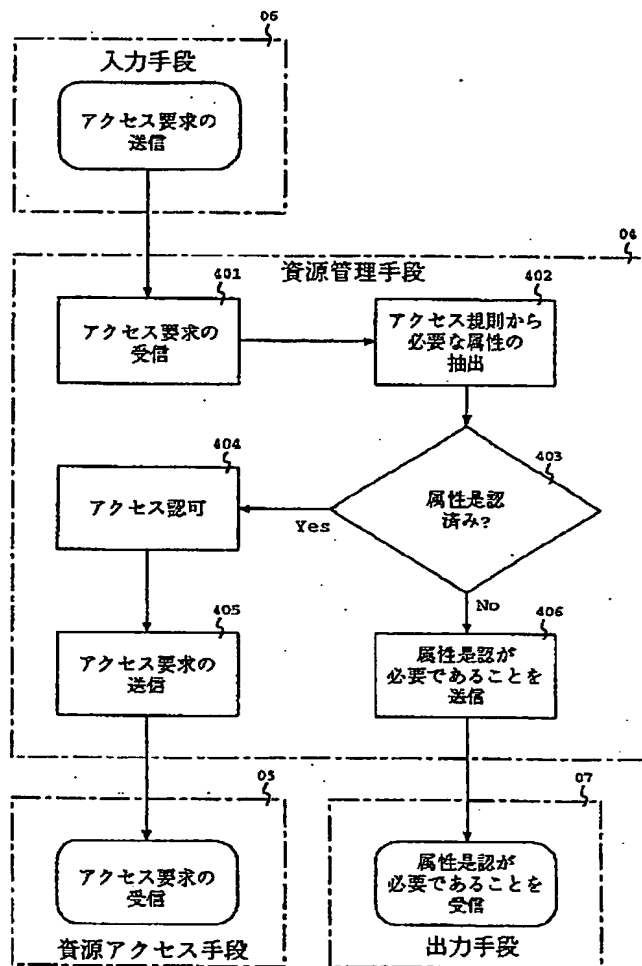 06
入力手段
アクセス要求の
送信
04
資源管理手段
401
アクセス要求の
受信
402
アクセス規則から
必要な属性の
抽出
403
属性是認
済み?
Yes
No
404
アクセス認可
405
アクセス要求の
送信
406
属性是認が
必要であることを
送信
05
アクセス要求の
受信
資源アクセス手段
07
属性是認が
必要であることを
受信
出力手段